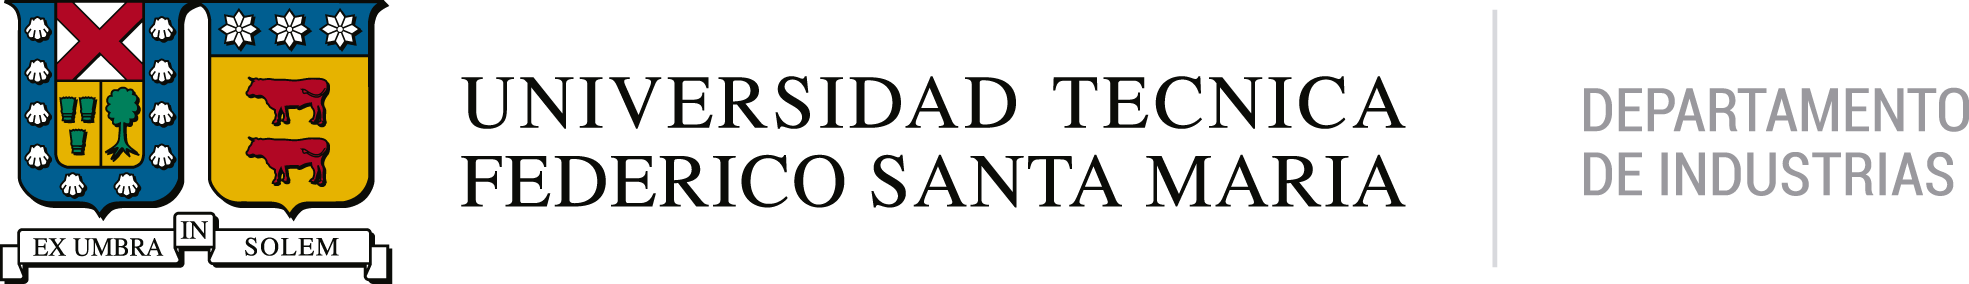 UNIVERSIDAD TECNICA
FEDERICO SANTA MARIA
DEPARTAMENTO
DE INDUSTRIAS
EX UMBRA IN SOLEM